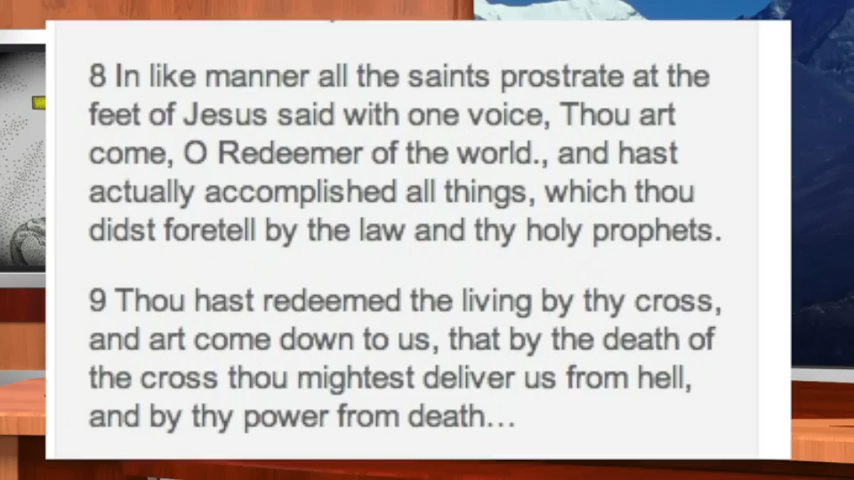 8 In like manner all the saints prostrate at the
feet of Jesus said with one voice, Thou art
come, O Redeemer of the world., and hast
actually accomplished all things, which thou
didst foretell by the law and thy holy prophets.
9 Thou hast redeemed the living by thy cross,
and art come down to us, that by the death of
the cross thou mightest deliver us from hell,
and by thy power from death...